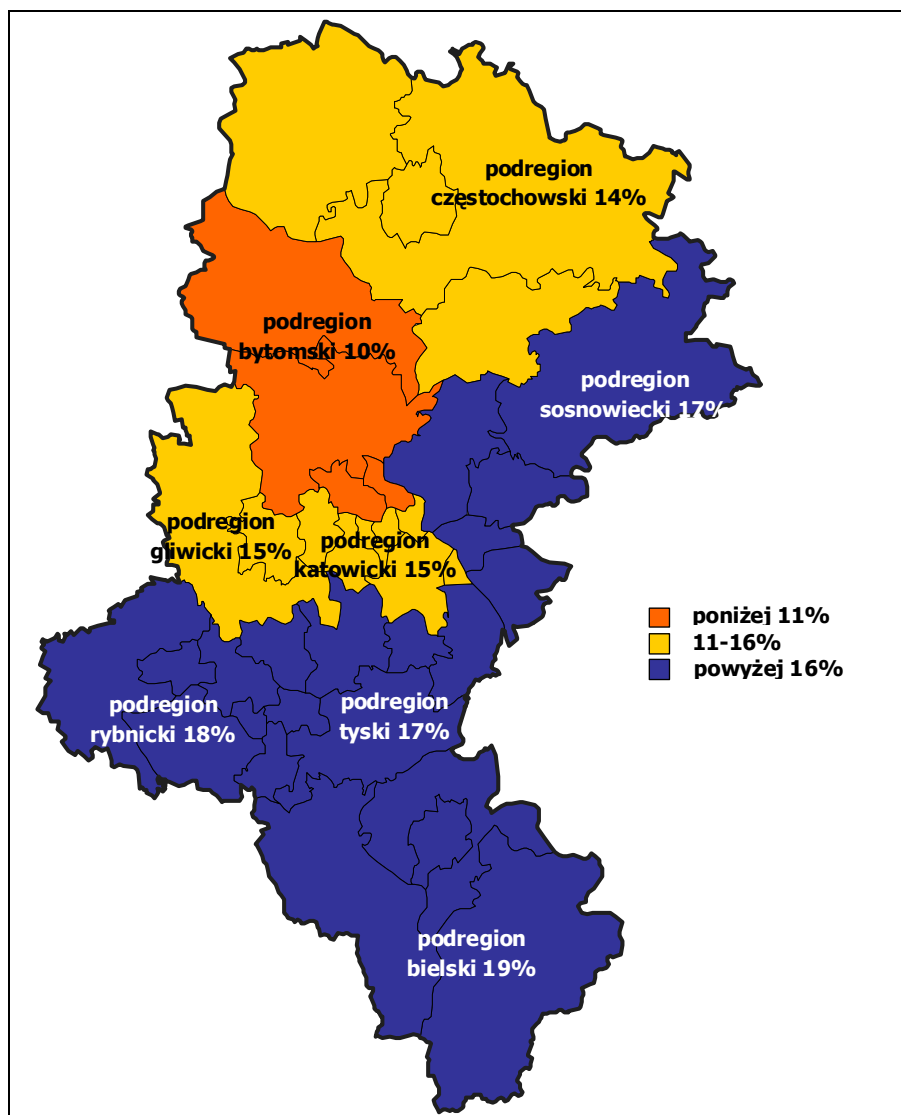 podregion
częstochowski 14%
podregion
bytomski 10%
podregion
sosnowiecki 17%
podregion
gliwicki 15%
podregion
katowicki 15%
poniżej 11%
11-16%
powyżej 16%
podregion
rybnicki 18%
podregion
tyski 17%
podregion
bielski 19%